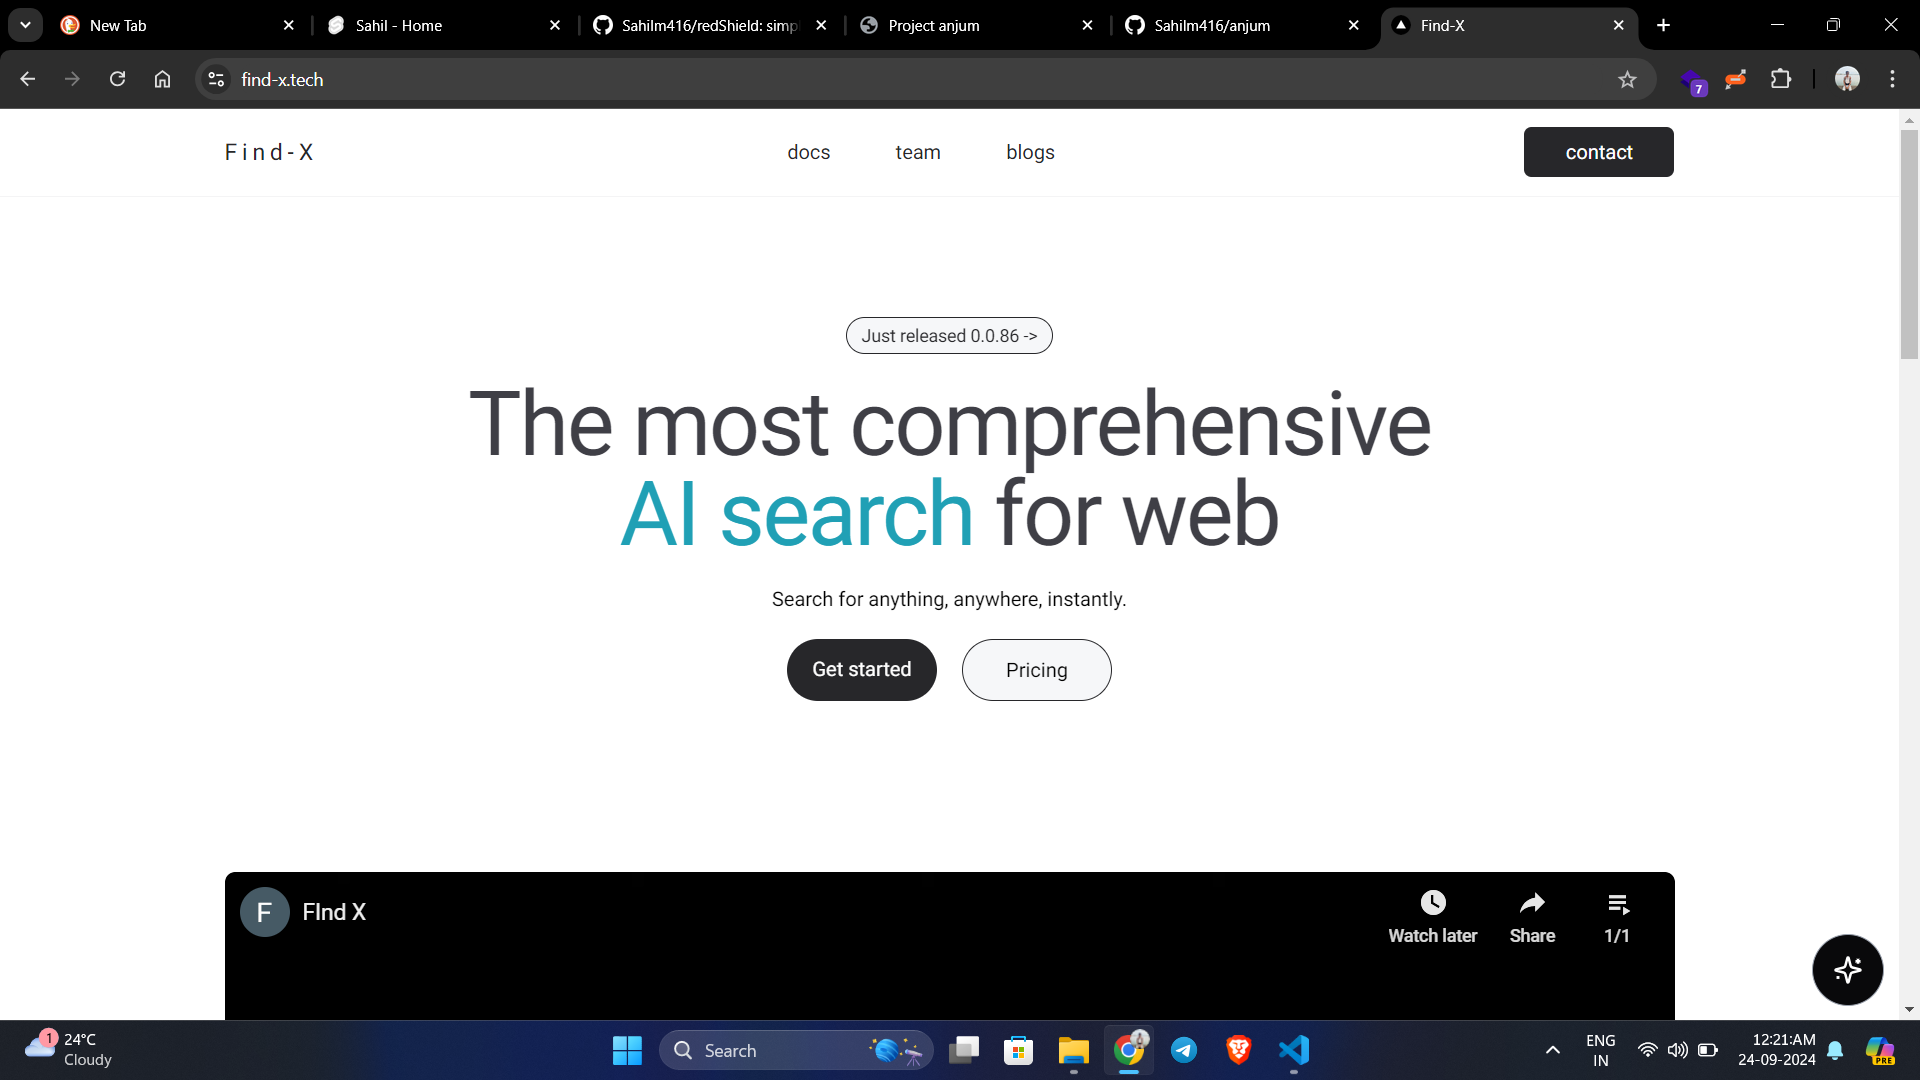 New Tab
Sahil - Home
Sahilm416/redShield: simp
Project anjum
Sahilm416/anjum
Find-X
find-x.tech
7
Find-X
docs
team
blogs
contact
Just released 0.0.86 ->
The most comprehensive
AI search for web
Search for anything, anywhere, instantly.
Get started
Pricing
F
FInd X
Watch later
Share
1/1
1
24°C
Cloudy
Search
ENG
IN
12:21:AM
24-09-2024
PRE